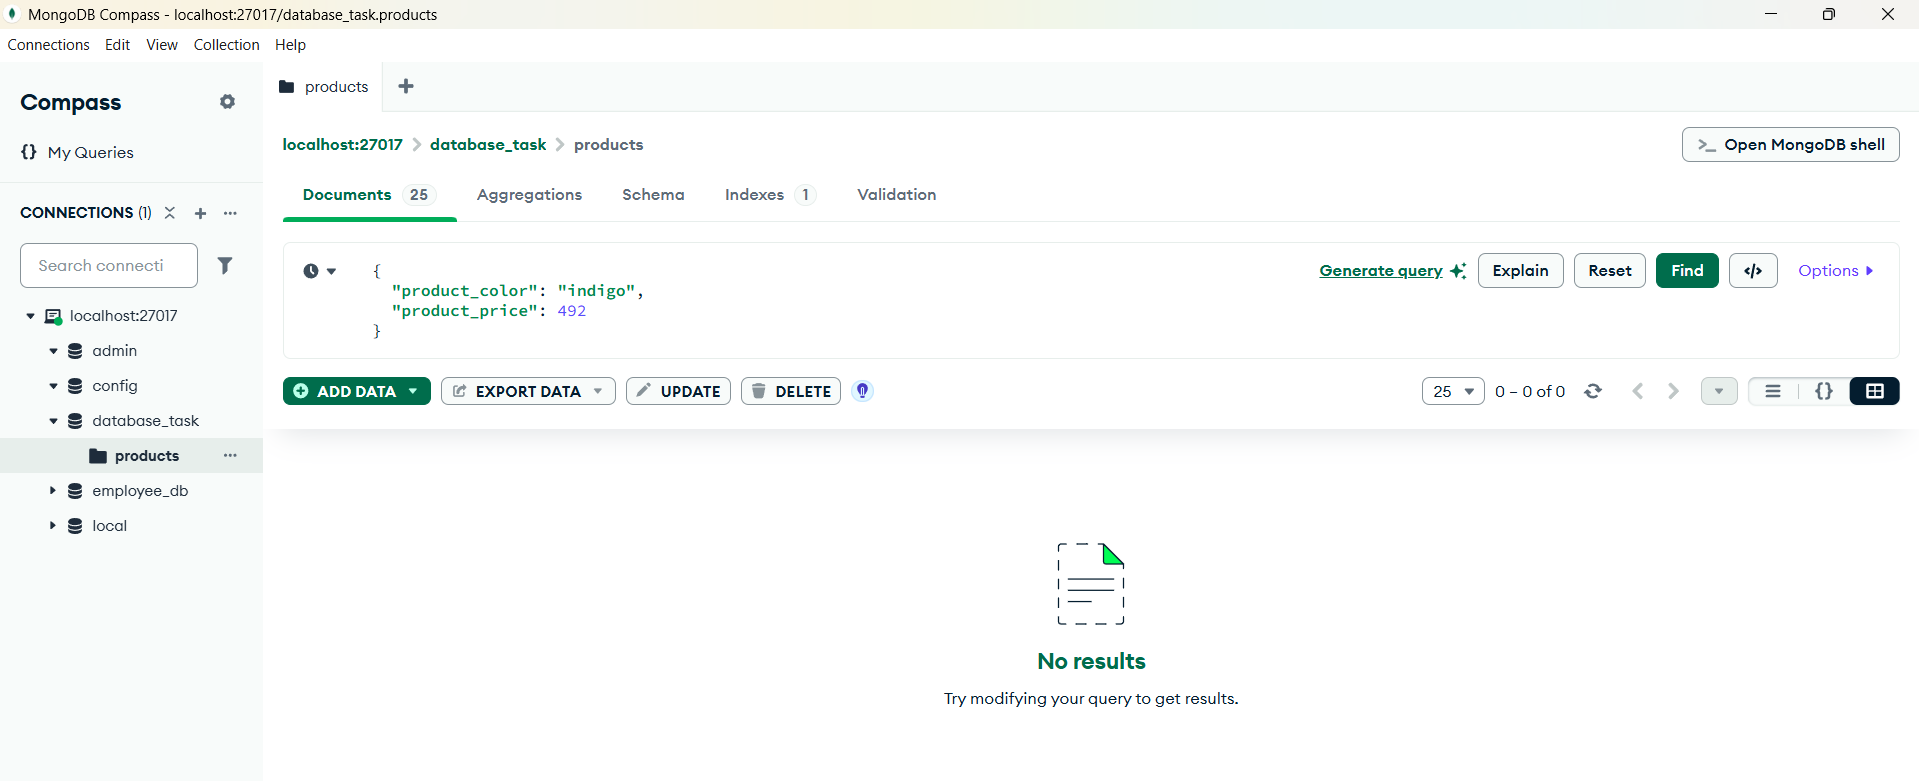 MongoDB Compass - localhost:27017/database_task.products
Connections Edit View Collection Help
Compass
{} My Queries
CONNECTIONS (1)
Search connecti
localhost:27017
admin
config
database_task
products
employee_db
local
products
localhost:27017 > database_task > products
>_ Open MongoDB shell
Documents 25 Aggregations Schema Indexes 1 Validation
{
"product_color": "indigo",
"product_price": 492
}
Generate query Explain Reset Find </> Options
ADD DATA EXPORT DATA UPDATE DELETE
25 0 – 0 of 0 {}
No results
Try modifying your query to get results.